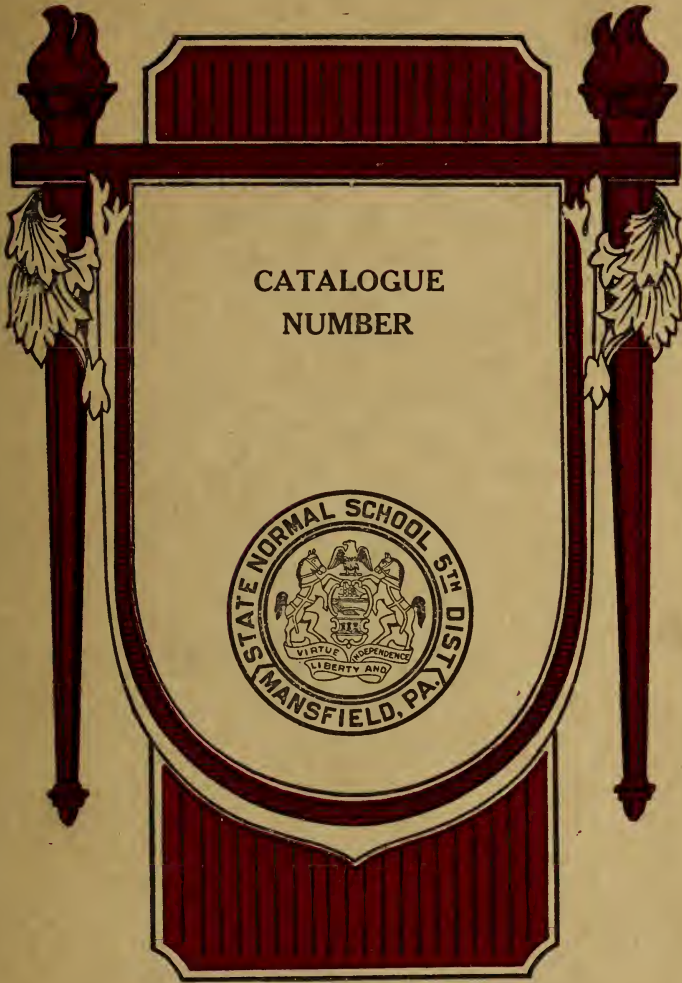 CATALOGUE
NUMBER
STATE NORMAL SCHOOL 5TH DIST.
MANSFIELD, PA.
VIRTUE INDEPENDENCE
LIBERTY AND